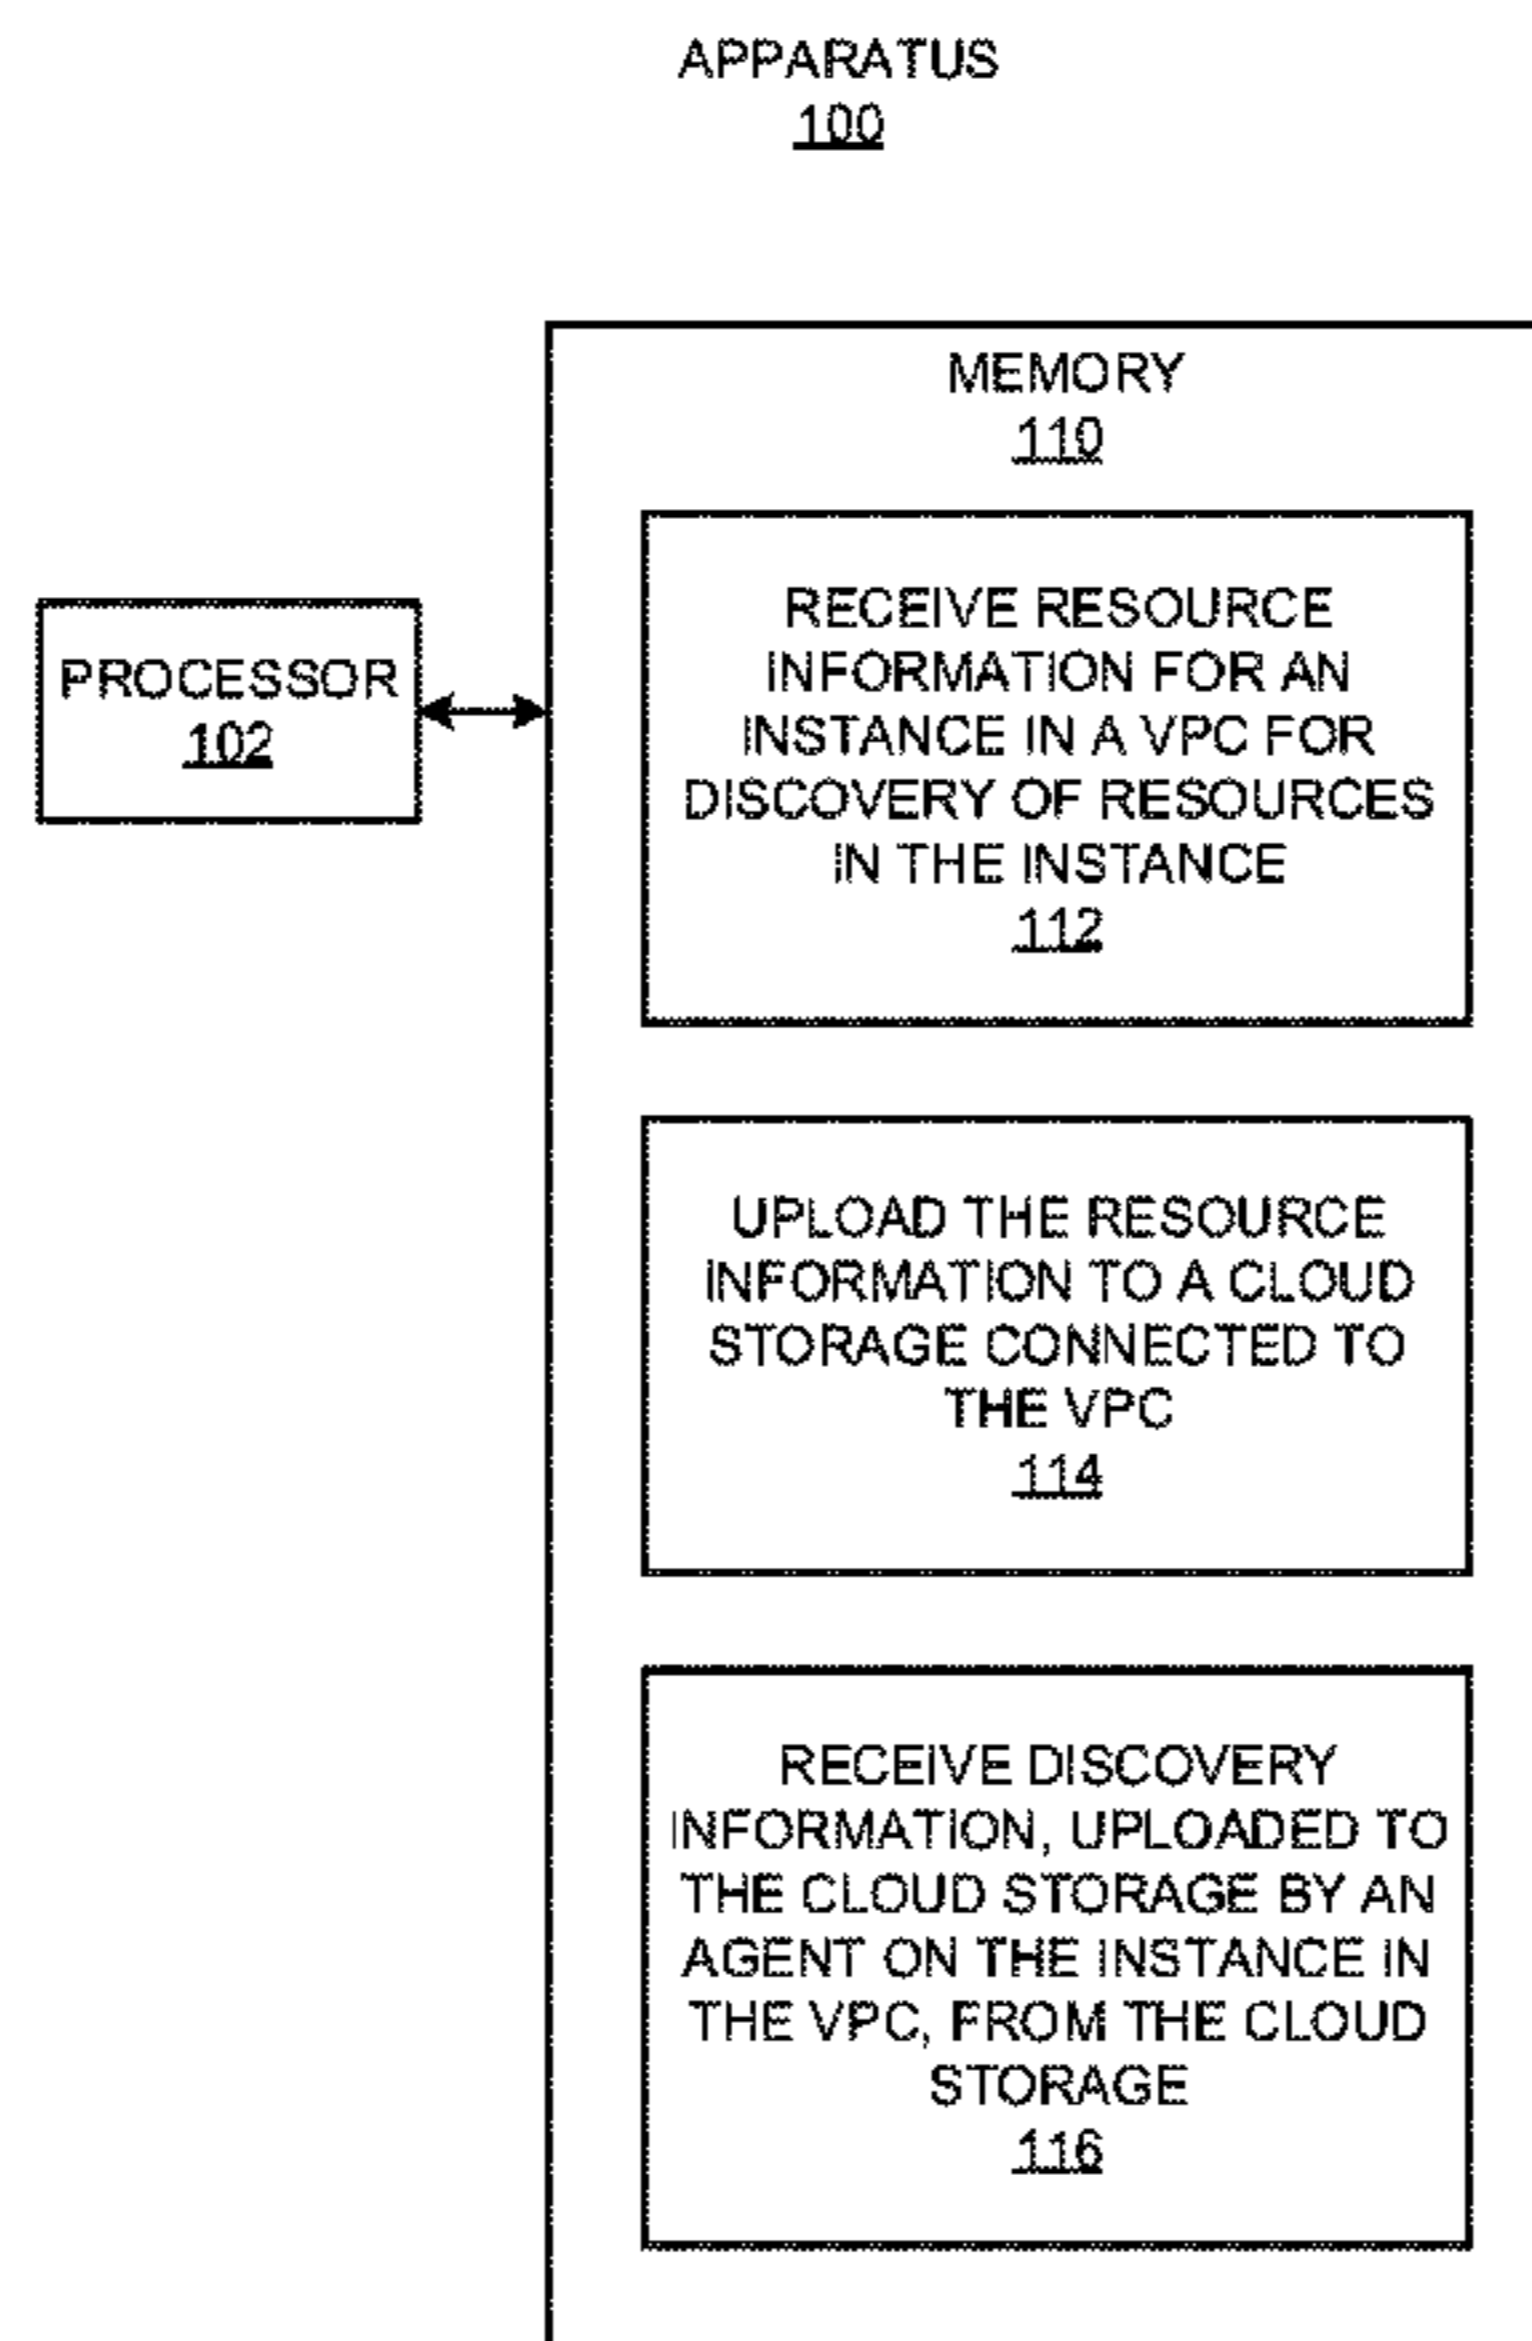 APPARATUS
100
MEMORY
110
PROCESSOR
102
RECEIVE RESOURCE
INFORMATION FOR AN
INSTANCE IN A VPC FOR
DISCOVERY OF RESOURCES
IN THE INSTANCE
112
UPLOAD THE RESOURCE
INFORMATION TO A CLOUD
STORAGE CONNECTED TO
THE VPC
114
RECEIVE DISCOVERY
INFORMATION, UPLOADED TO
THE CLOUD STORAGE BY AN
AGENT ON THE INSTANCE IN
THE VPC, FROM THE CLOUD
STORAGE
116